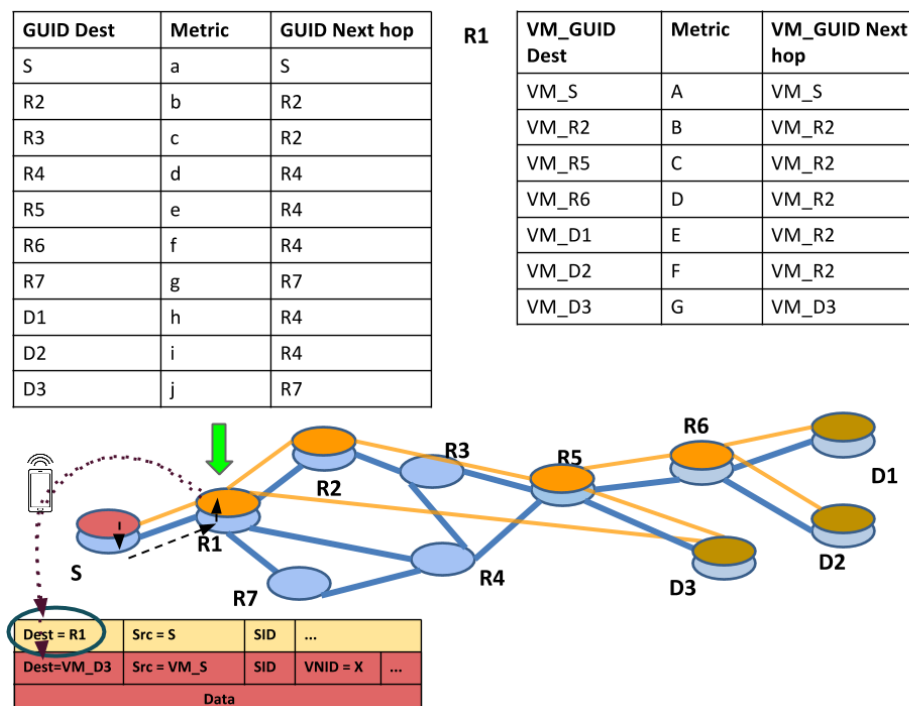 GUID Dest Metric GUID Next hop
S a S
R2 b R2
R3 c R2
R4 d R4
R5 e R4
R6 f R4
R7 g R7
D1 h R4
D2 i R4
D3 j R7
R1
VM_GUID Dest Metric VM_GUID Next hop
VM_S A VM_S
VM_R2 B VM_R2
VM_R5 C VM_R2
VM_R6 D VM_R2
VM_D1 E VM_R2
VM_D2 F VM_R2
VM_D3 G VM_D3
R6
R3
R5
D1
R2
R1
D2
S
R4
D3
R7
Dest = R1 Src = S SID ...
Dest=VM_D3 Src = VM_S SID VNID = X ...
Data